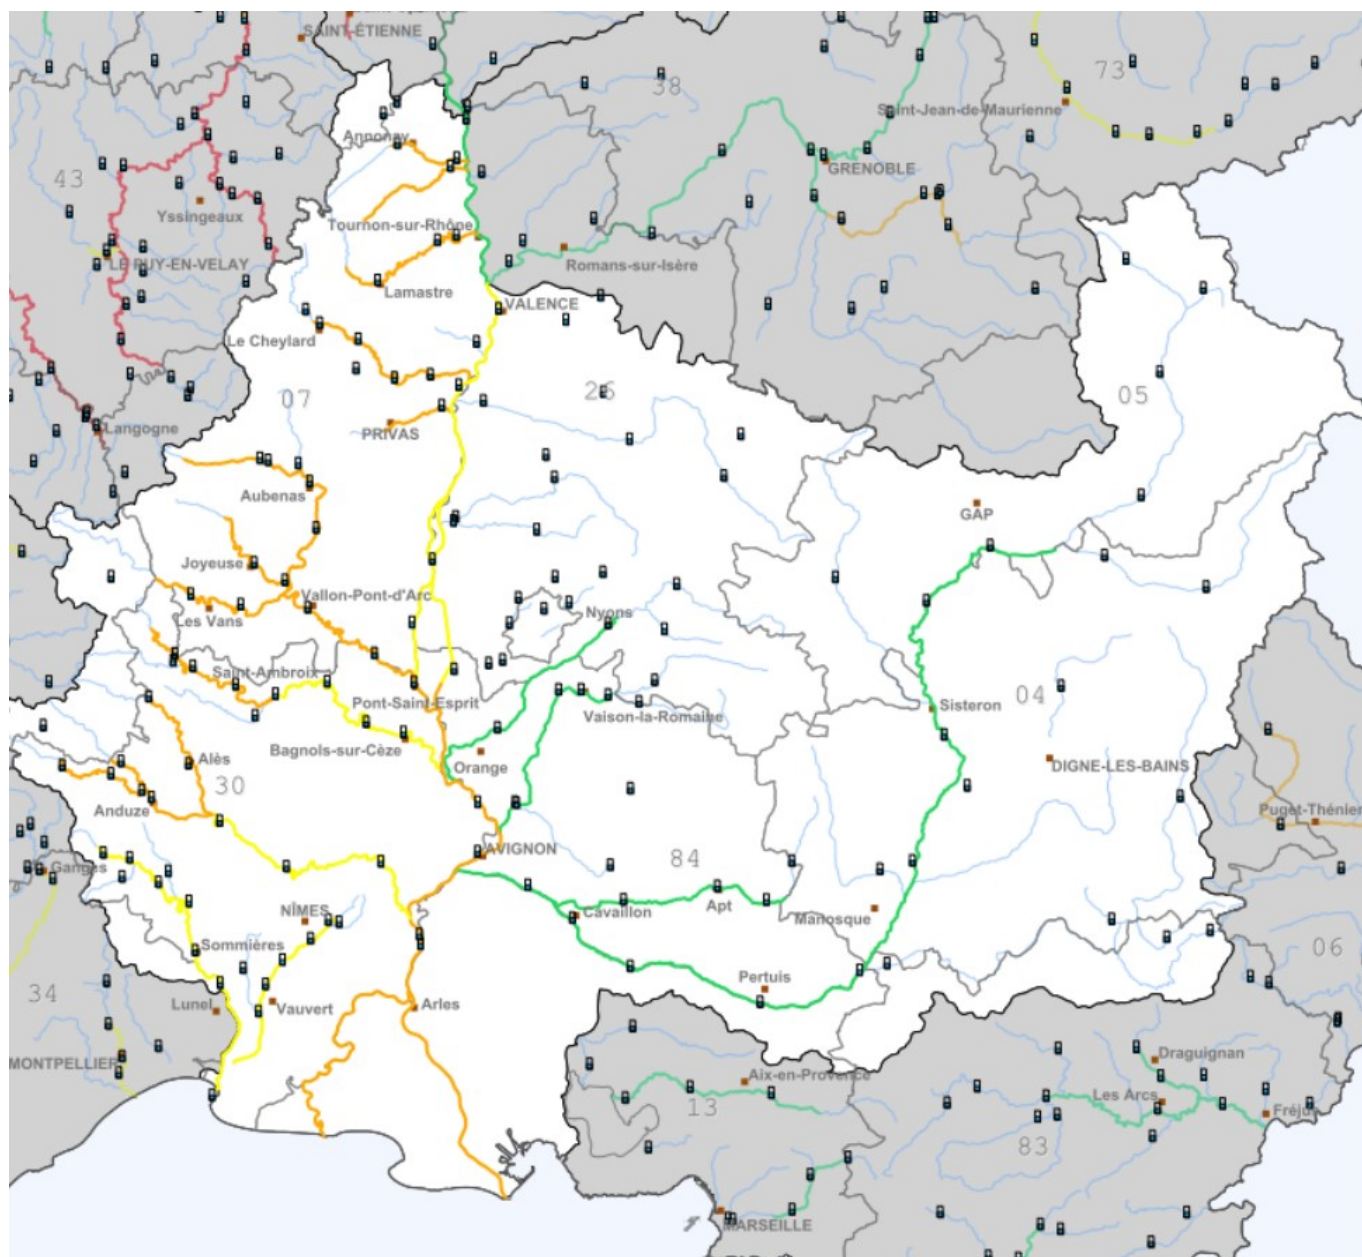 SAINT-ÉTIENNE
38
73
Saint-Jean-de-Maurienne
Annonay
GRENOBLE
43
Yssingeaux
Tournon-sur-Rhône
LE PUY-EN-VELAY
Romans-sur-Isère
Lamastre
VALENCE
Le Cheylard
07
26
05
Langogne
PRIVAS
Aubenas
GAP
Joyeuse
Vallon-Pont-d'Arc
Les Vans
Nyons
Saint-Ambroix
04
Pont-Saint-Esprit
Sisteron
Vaison-la-Romaine
Bagnols-sur-Cèze
Alès
Orange
DIGNE-LES-BAINS
30
Anduze
Puget-Thénier
AVIGNON
84
Ganges
Apt
NÎMES
Cavaillon
Manosque
Sommières
06
34
Pertuis
Lunel
Vauvert
Arles
MONTPELLIER
Draguignan
Aix-en-Provence
13
Les Arcs
Fréjus
83
MARSEILLE